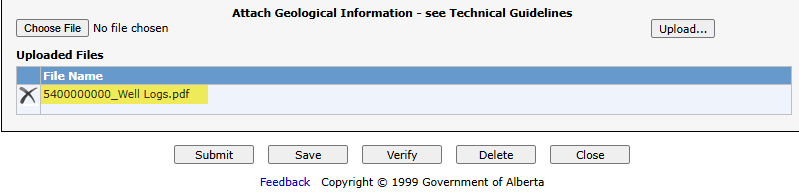 Attach Geological Information - see Technical Guidelines
Choose File No file chosen Upload...
Uploaded Files
File Name
5400000000_Well Logs.pdf
Submit Save Verify Delete Close
Feedback Copyright © 1999 Government of Alberta